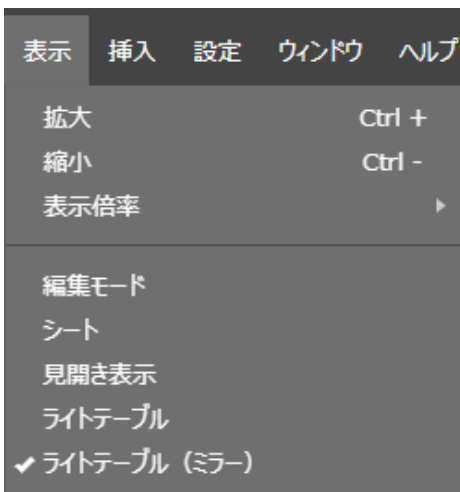 表示 挿入 設定 ウィンドウ ヘルプ
拡大 Ctrl +
縮小 Ctrl -
表示倍率
編集モード
シート
見開き表示
ライトテーブル
ライトテーブル（ミラー）